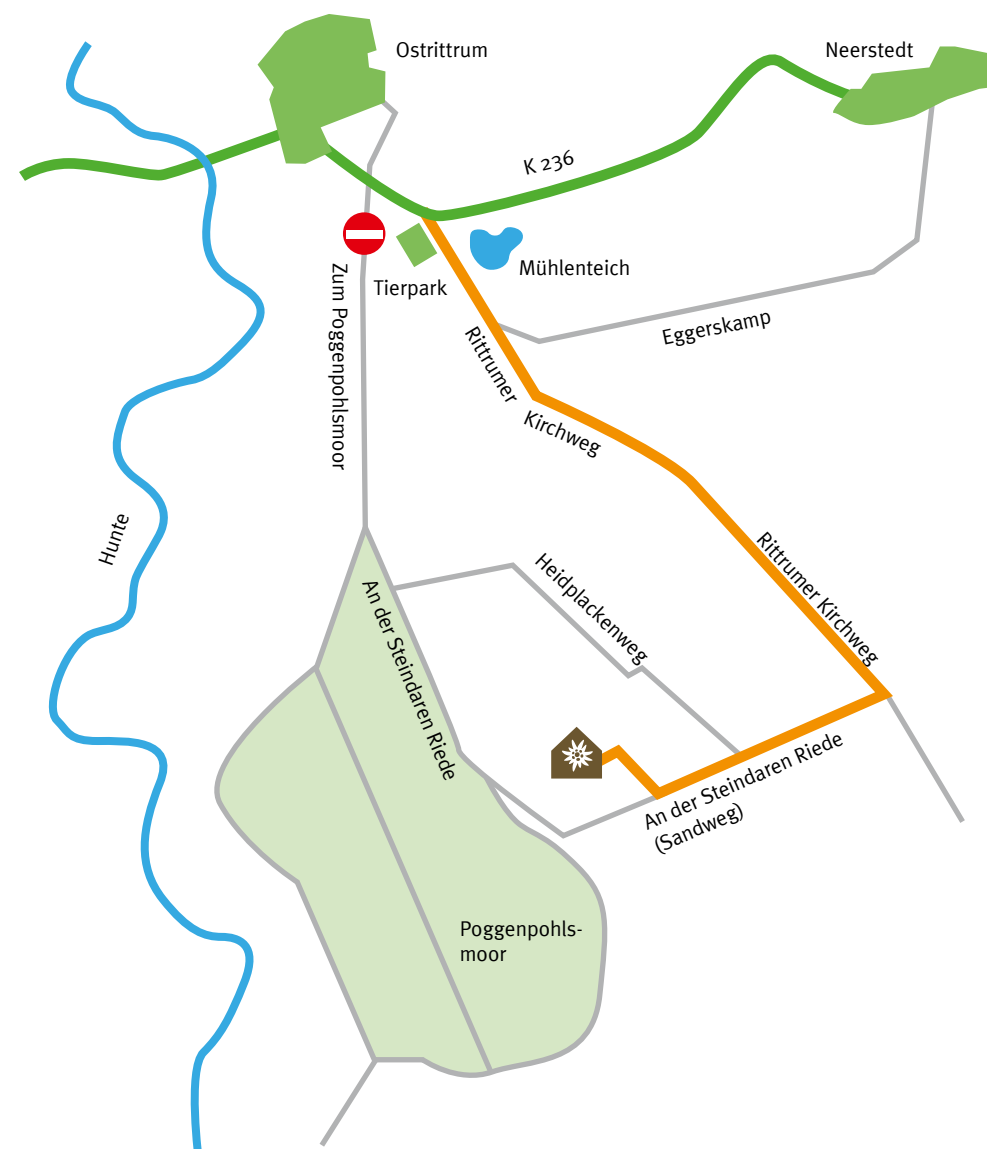 Ostrittrum
Neerstedt
K 236
Mühlenteich
Tierpark
Zum Poggenpohlsmoor
Eggerskamp
Rittrumer
Kirchweg
Hunte
Rittrumer Kirchweg
Heidplackenweg
An der Steindaren Riede
An der Steindaren Riede
(Sandweg)
Poggenpohls-
moor